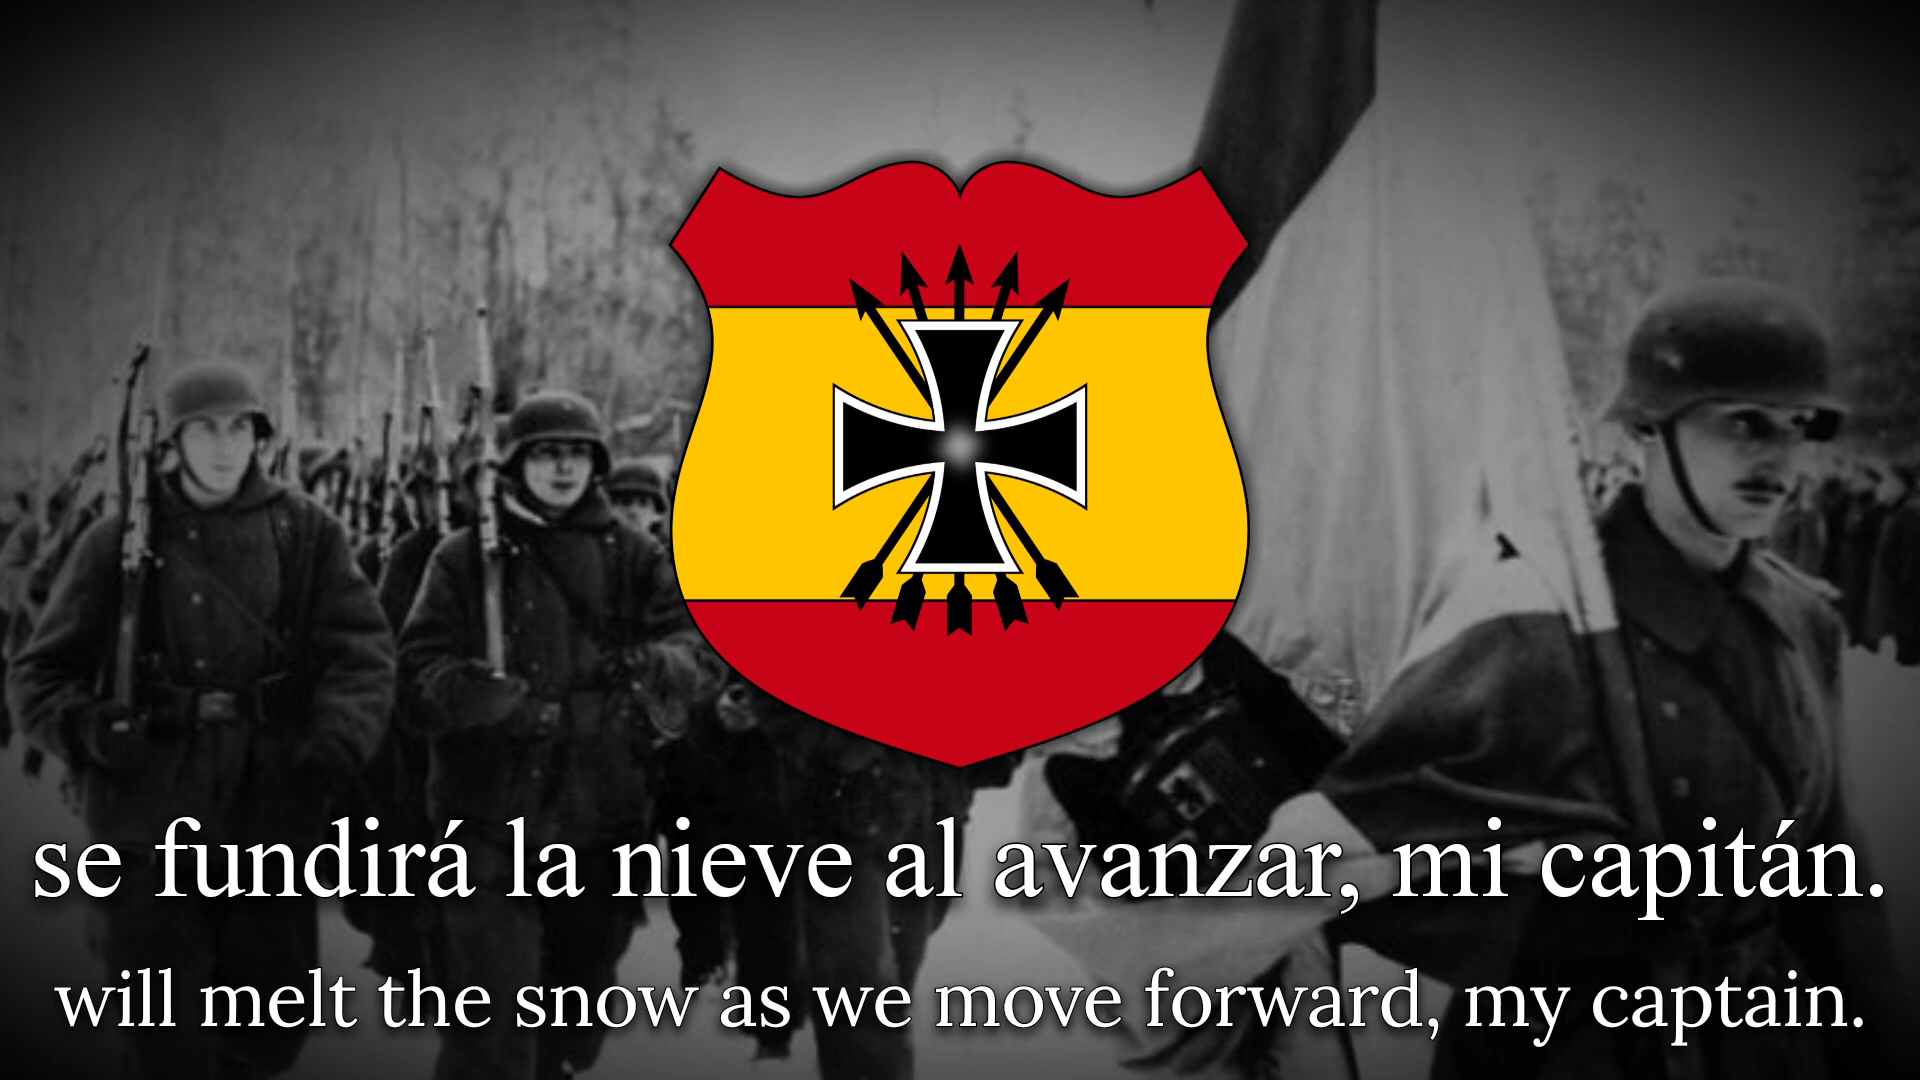 se fundirá la nieve al avanzar, mi capitán.
will melt the snow as we move forward, my captain.